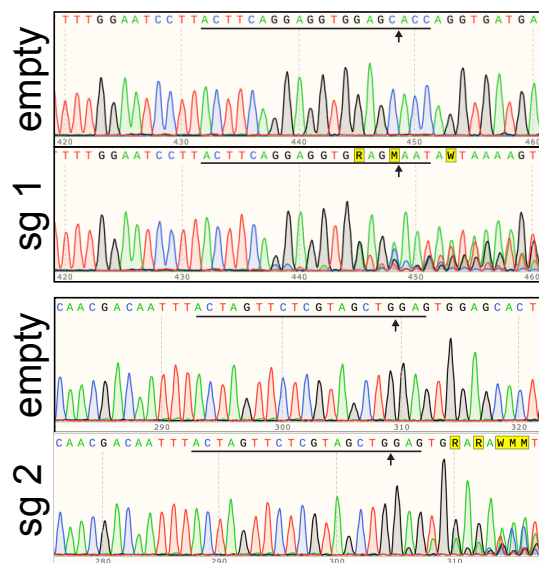 empty
TTTGGAATCCTTACTTCAGGAGGTGGAGCACCAGGTGATGA
420 430 440 450 460
sg 1
TTTGGAATCCTTACTTCAGGAGGTGRAGMAATAWTAAAAGT
420 430 440 450 460
empty
CAACGACAATTTACTAGTTCTCGTAGCTGGAGTGGAGCACT
290 300 310 320
sg 2
CAACGACAATTTACTAGTTCTCGTAGCTGGAGTGRARAWMMT
280 290 300 310